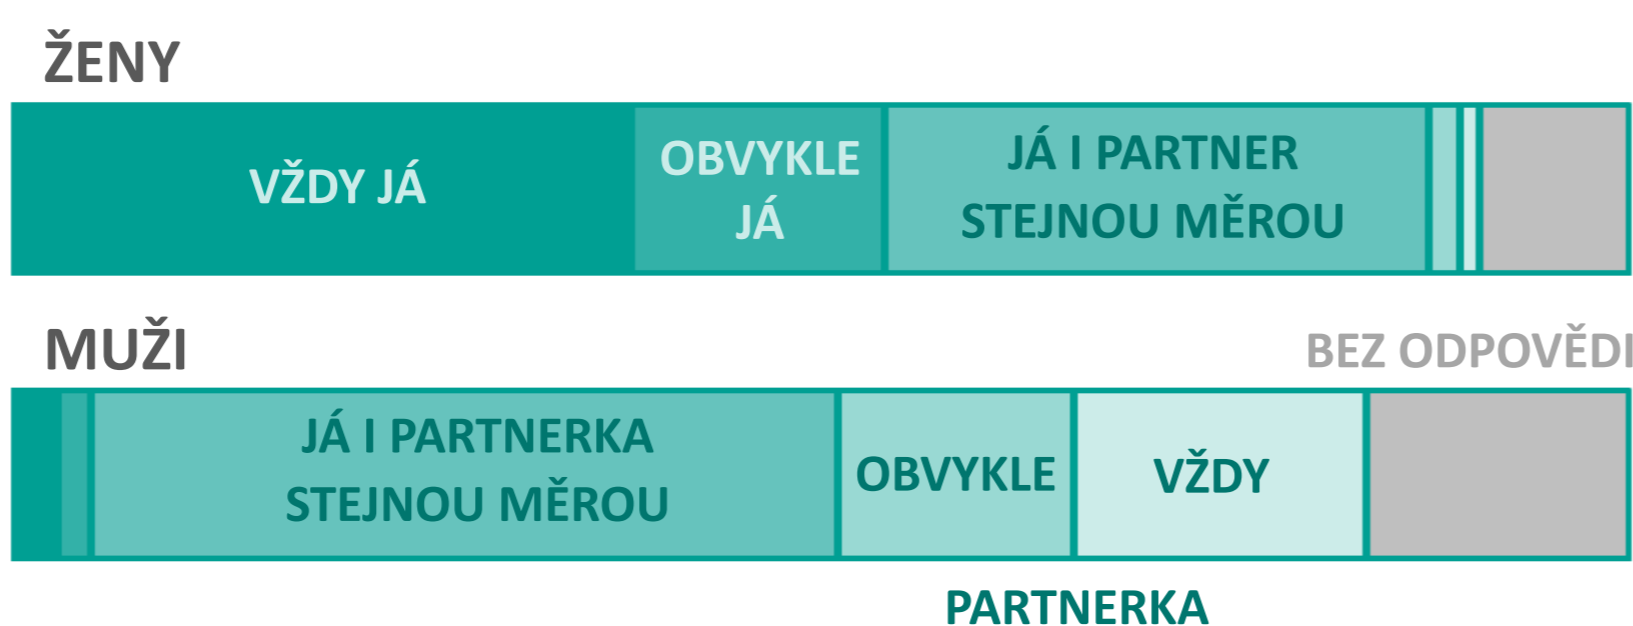 ŽENY
VŽDY JÁ
OBVYKLE
JÁ
JÁ I PARTNER
STEJNOU MĚROU
MUŽI
BEZ ODPOVĚDI
JÁ I PARTNERKA
STEJNOU MĚROU
OBVYKLE
VŽDY
PARTNERKA